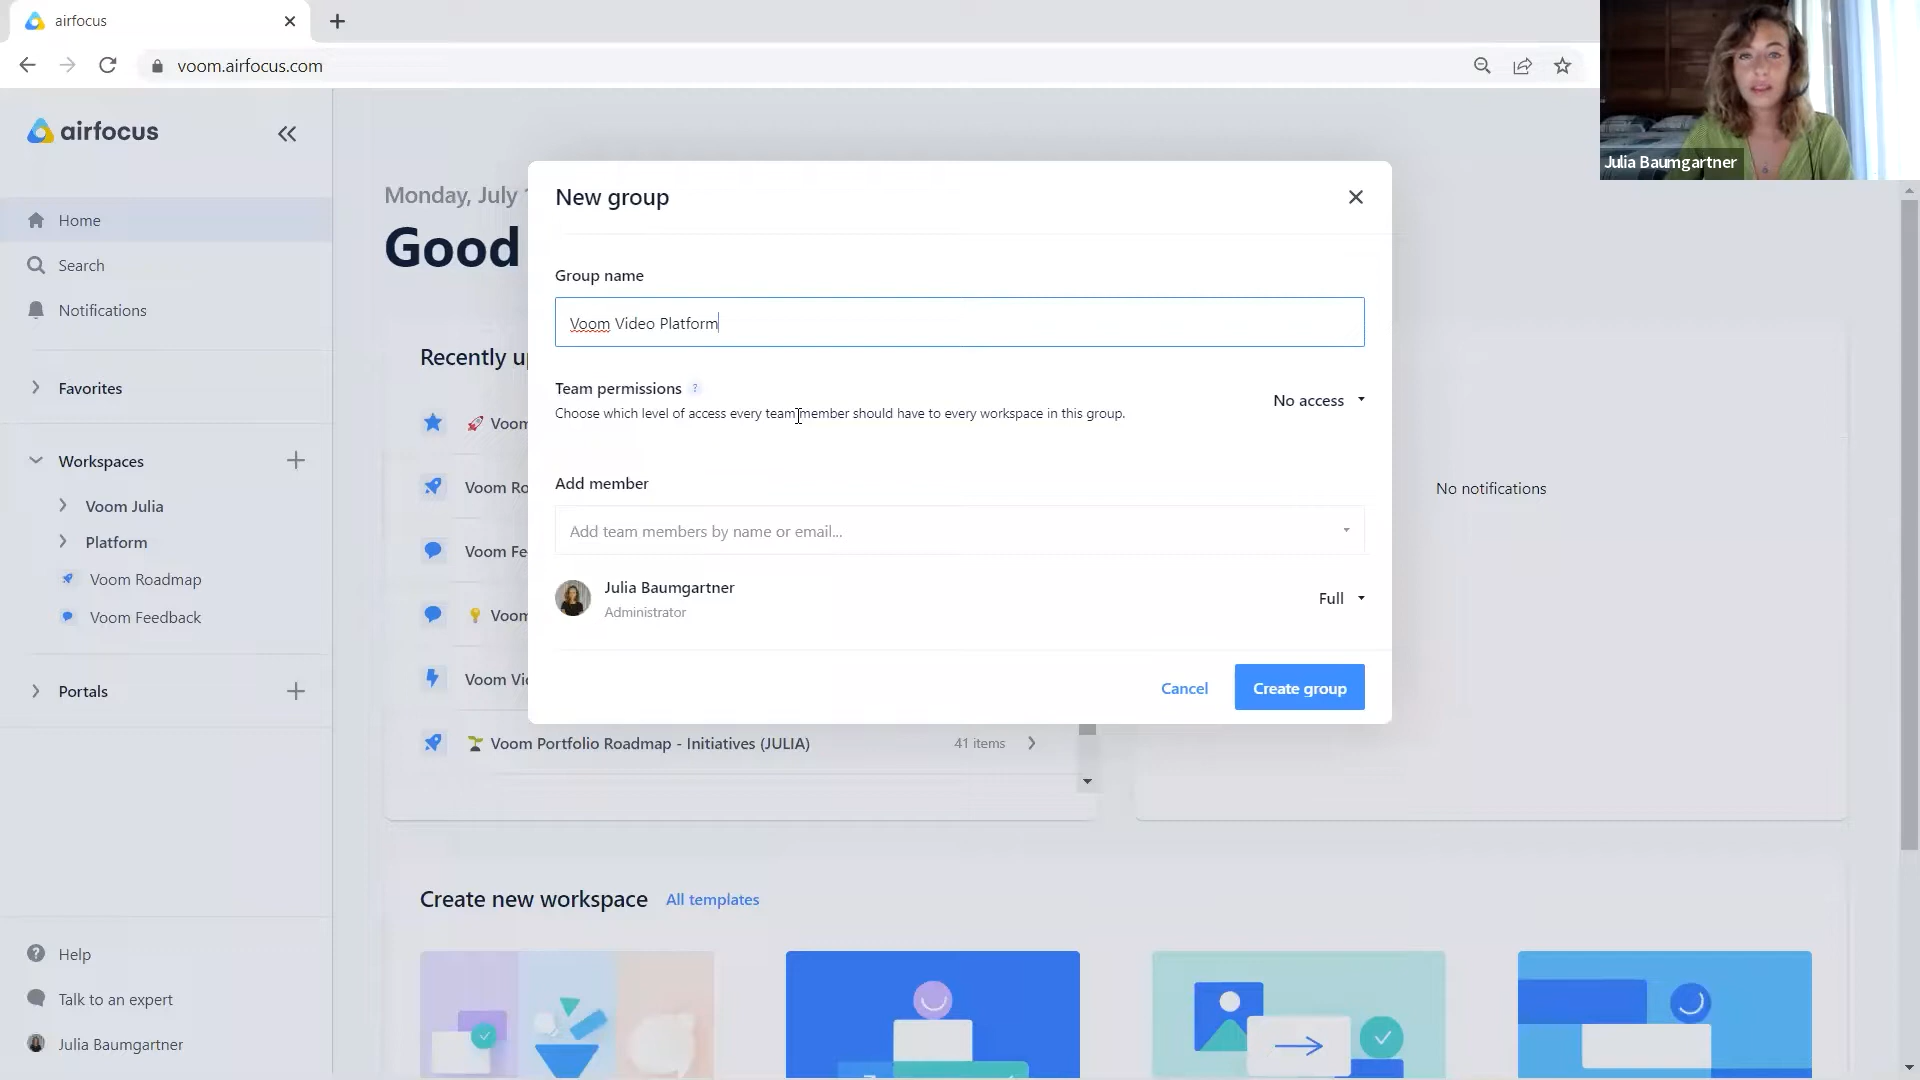 airfocus
voom.airfocus.com
Julia Baumgartner
airfocus
Home
Search
Notifications
Favorites
Workspaces
Voom Julia
Platform
Voom Roadmap
Voom Feedback
Portals
Help
Talk to an expert
Julia Baumgartner
Monday, July
Good
Recently
Voom
Voom
Voom
Voom
Voom
Voom Portfolio Roadmap - Initiatives (JULIA)
41 items
No notifications
New group
Group name
Voom Video Platform
Team permissions ?
Choose which level of access every team member should have to every workspace in this group.
No access
Add member
Add team members by name or email...
Julia Baumgartner
Administrator
Full
Cancel
Create group
Create new workspace
All templates